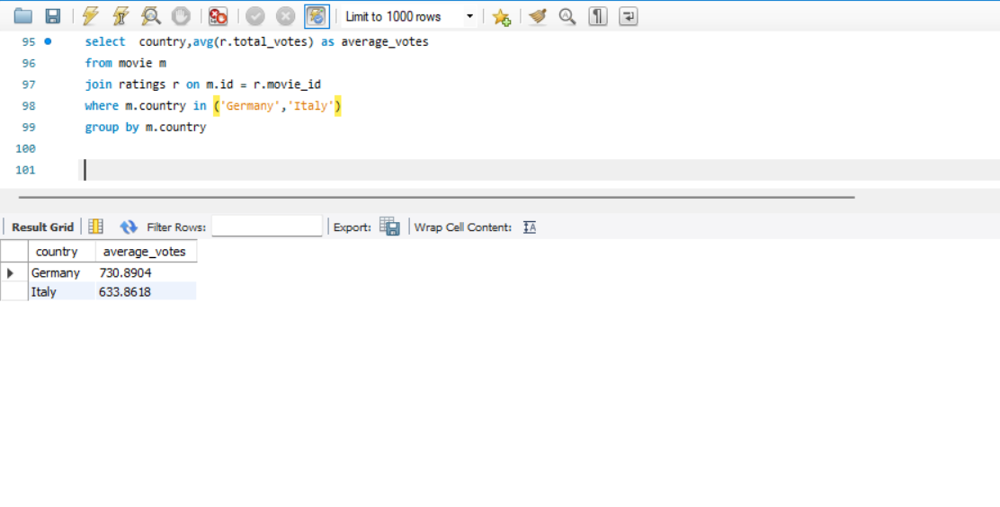 Limit to 1000 rows
95 select country,avg(r.total_votes) as average_votes
96 from movie m
97 join ratings r on m.id = r.movie_id
98 where m.country in ('Germany','Italy')
99 group by m.country
100
101
Result Grid Filter Rows: Export: Wrap Cell Content:
country average_votes
Germany 730.8904
Italy 633.8618